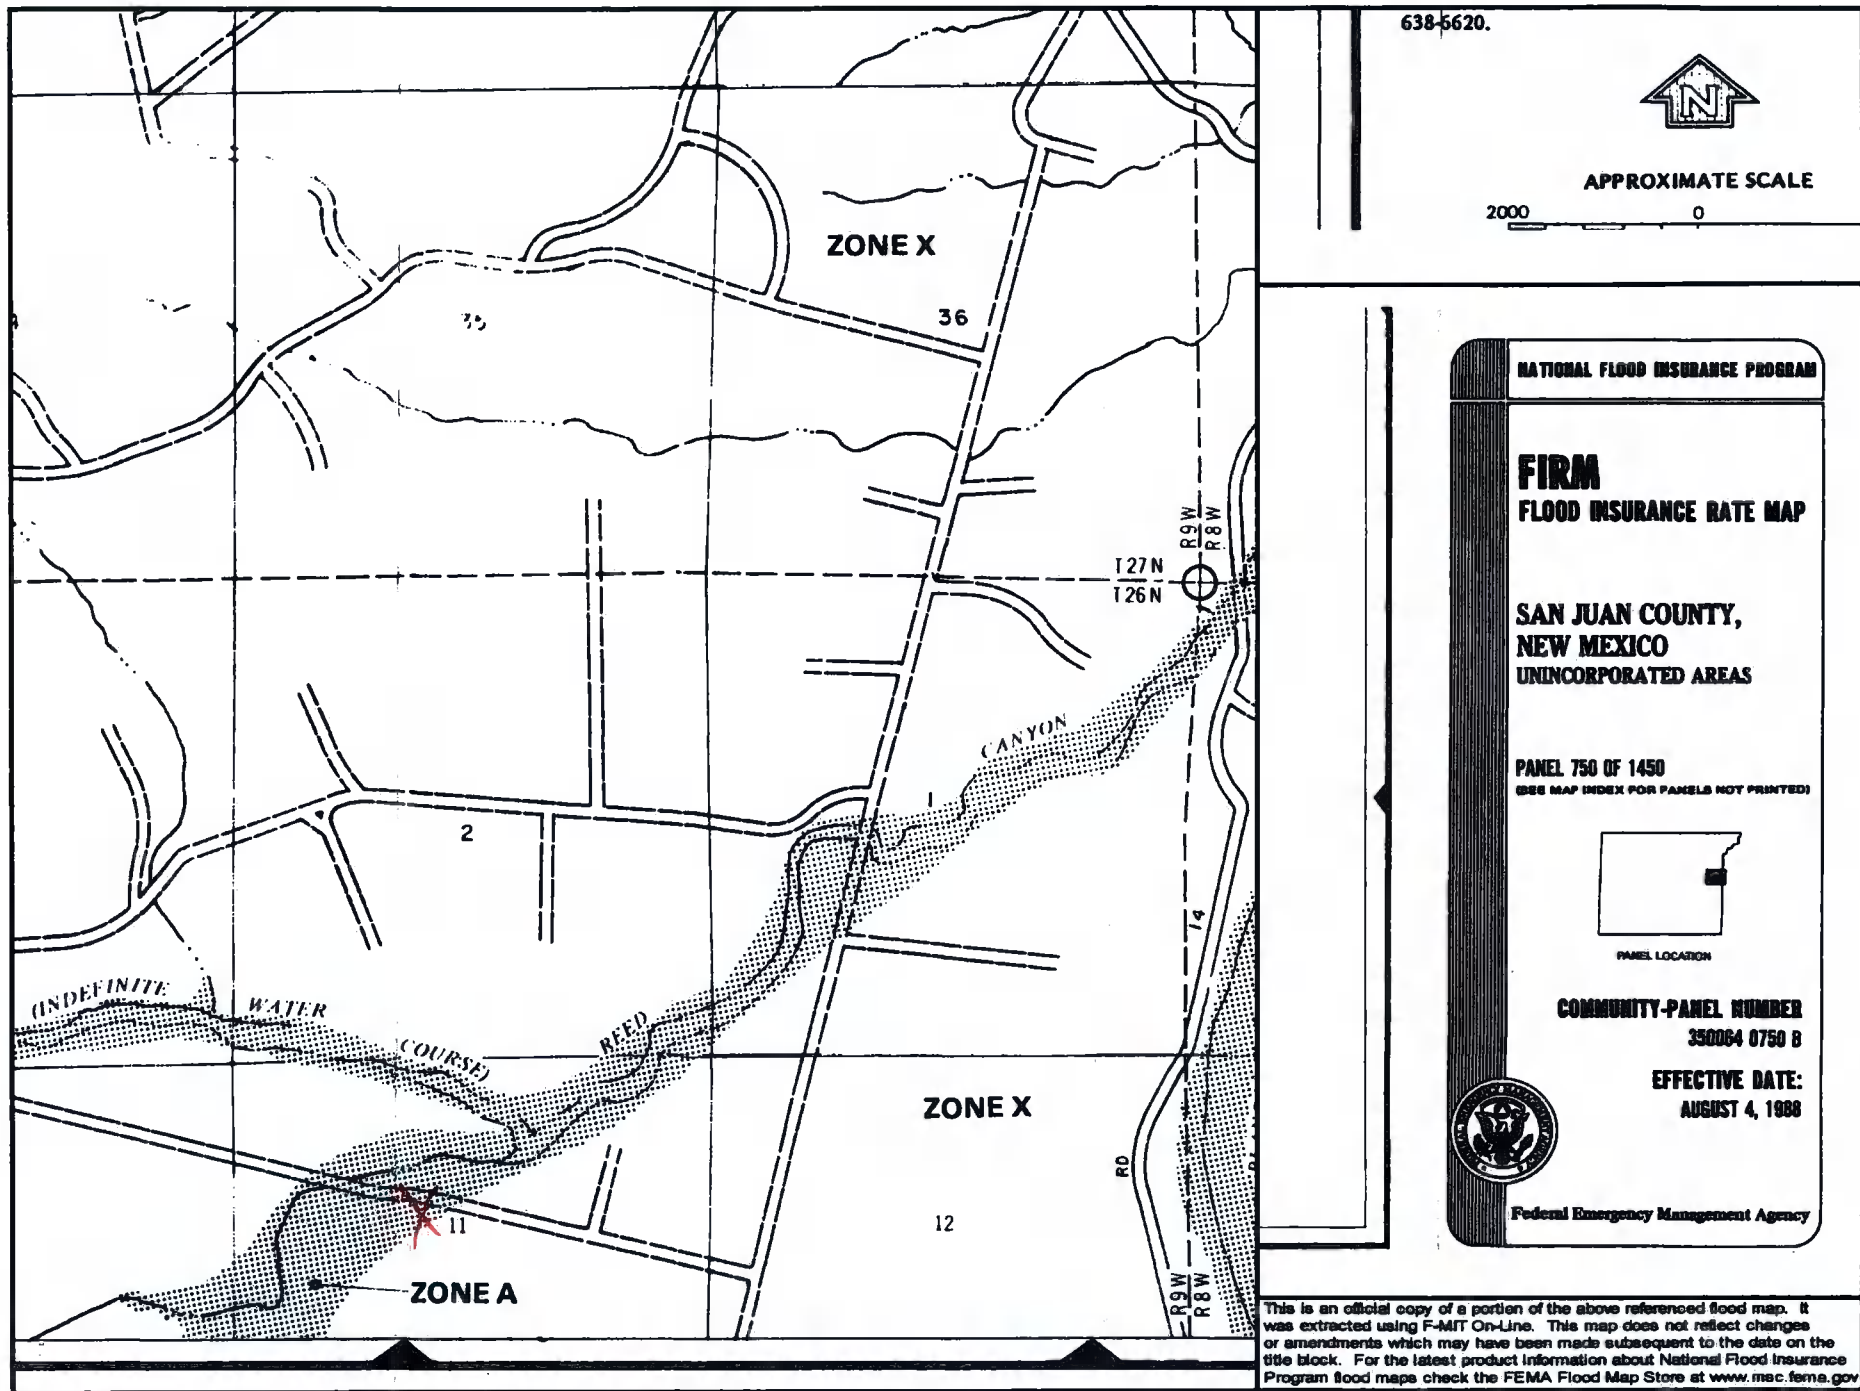 638-6620.
N
APPROXIMATE SCALE
2000 0
ZONE X
35
36
R9W
R8W
T27N
T26N
NATIONAL FLOOD INSURANCE PROGRAM
FIRM
FLOOD INSURANCE RATE MAP
SAN JUAN COUNTY,
NEW MEXICO
UNINCORPORATED AREAS
PANEL 750 OF 1450
(SEE MAP INDEX FOR PANELS NOT PRINTED)
PANEL LOCATION
COMMUNITY-PANEL NUMBER
350064 0750 B
EFFECTIVE DATE:
AUGUST 4, 1988
Federal Emergency Management Agency
CANYON
1
2
14
(INDEFINITE WATER COURSE)
REED
ZONE X
RD
11
12
ZONE A
R9W
R8W
This is an official copy of a portion of the above referenced flood map. It
was extracted using F-MIT On-Line. This map does not reflect changes
or amendments which may have been made subsequent to the date on the
title block. For the latest product information about National Flood Insurance
Program flood maps check the FEMA Flood Map Store at www.msc.fema.gov